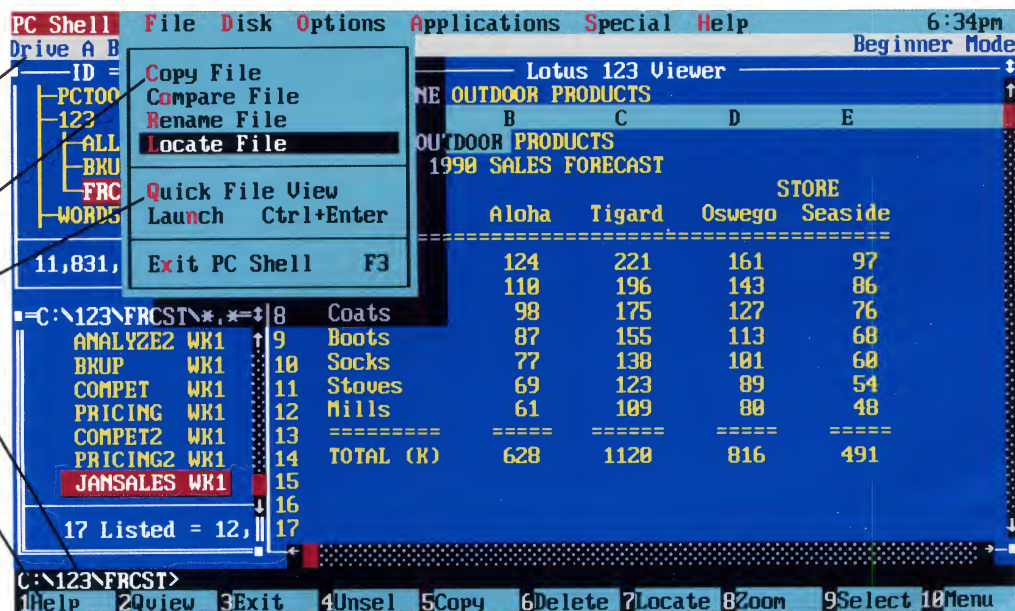 PC Shell File Disk Options Applications Special Help 6:34pm
Drive A B Beginner Mode
ID =
Copy File
Compare File
Rename File
Locate File
Quick File View
Launch Ctrl+Enter
Exit PC Shell F3
PCTOO
123
ALL
BKU
FRC
WORD5
11,831,
=C:\123\FRCST\*.*=
ANALYZE2 WK1
BKUP WK1
COMPET WK1
PRICING WK1
COMPET2 WK1
PRICING2 WK1
JANSALES WK1
17 Listed = 12,
Lotus 123 Viewer
NE OUTDOOR PRODUCTS
B C D E
OUTDOOR PRODUCTS
1990 SALES FORECAST
STORE
Aloha Tigard Oswego Seaside
=============================================
124 221 161 97
110 196 143 86
8 Coats 98 175 127 76
9 Boots 87 155 113 68
10 Socks 77 138 101 60
11 Stoves 69 123 89 54
12 Mills 61 109 80 48
13 ========= ===== ====== ===== =====
14 TOTAL (K) 628 1120 816 491
15
16
17
C:\123\FRCST>
1Help 2Qview 3Exit 4Unsel 5Copy 6Delete 7Locate 8Zoom 9Select 10Menu